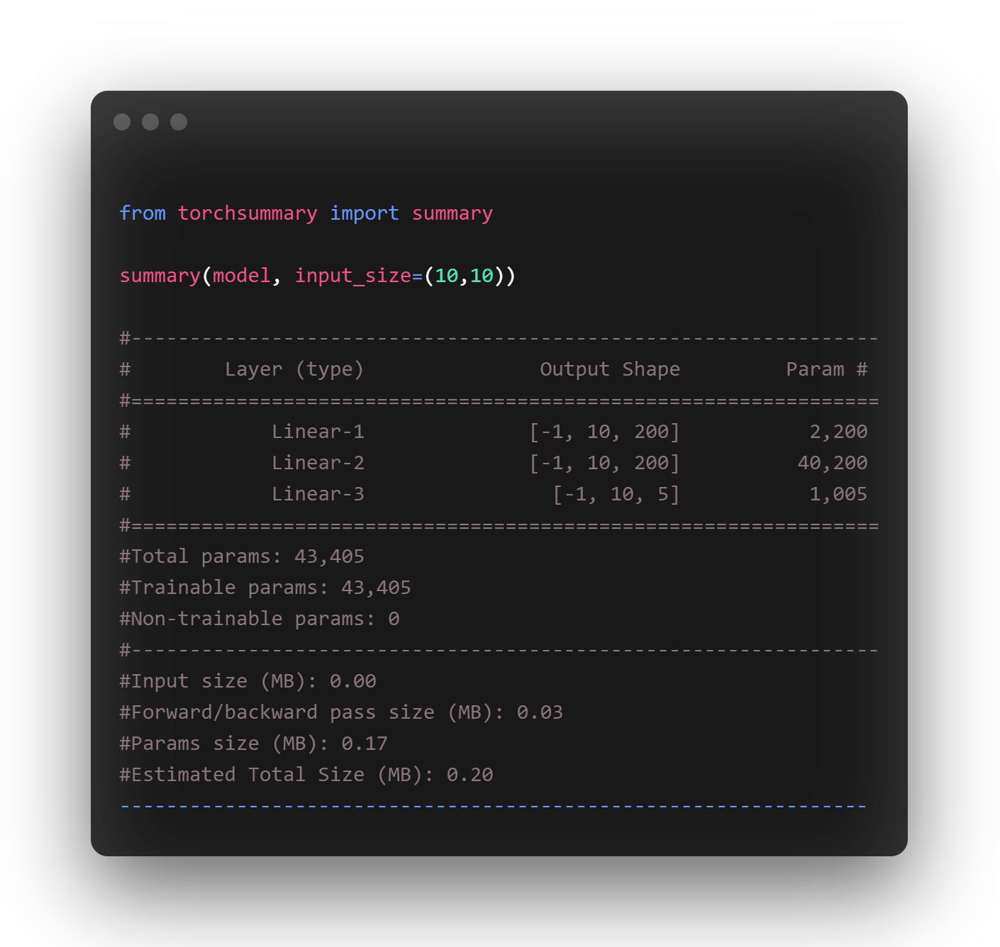 from torchsummary import summary
summary(model, input_size=(10,10))
#----------------------------------------------------------------
#        Layer (type)               Output Shape         Param #
#================================================================
#            Linear-1              [-1, 10, 200]           2,200
#            Linear-2              [-1, 10, 200]          40,200
#            Linear-3                [-1, 10, 5]           1,005
#================================================================
#Total params: 43,405
#Trainable params: 43,405
#Non-trainable params: 0
#----------------------------------------------------------------
#Input size (MB): 0.00
#Forward/backward pass size (MB): 0.03
#Params size (MB): 0.17
#Estimated Total Size (MB): 0.20
----------------------------------------------------------------